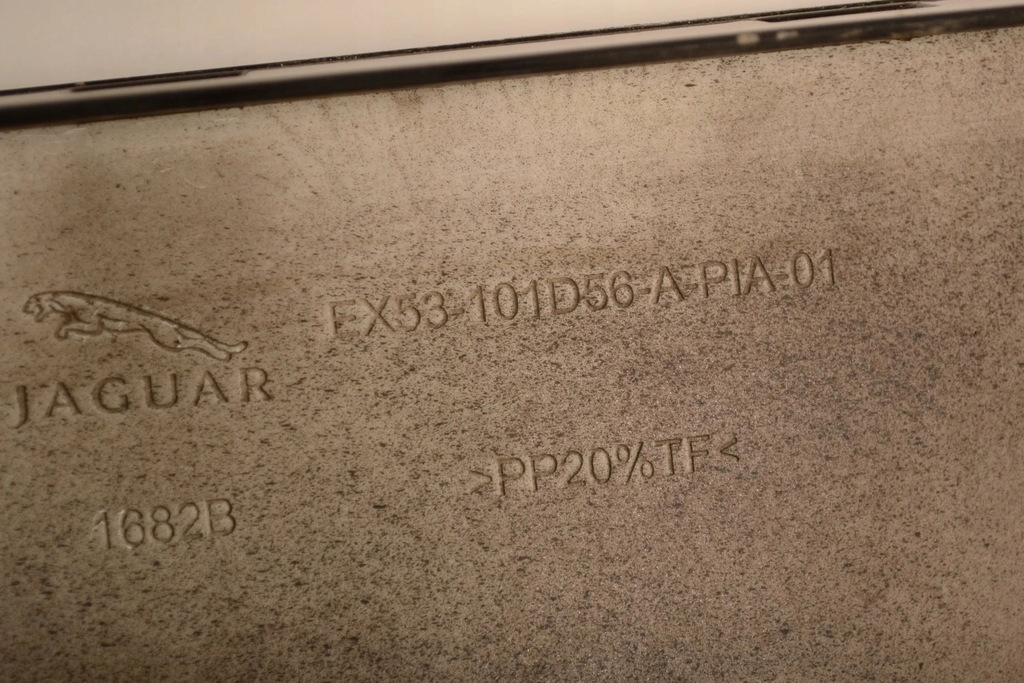 FX53-101D56-A-PIA-01
JAGUAR
>PP20%TF<
1682B